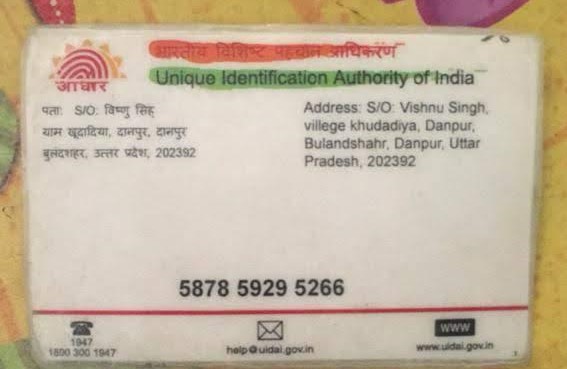 भारतीय विशिष्ट पहचान आधिकरण
Unique Identification Authority of India
आधार
पताः S/O: विष्णु सिंह
याम खूदादिया, दानपुर, दानपुर
बुलंदशहर, उत्तर प्रदेश, 202392
Address: S/O: Vishnu Singh,
villege khudadiya, Danpur,
Bulandshahr, Danpur, Uttar
Pradesh, 202392
5878 5929 5266
1947
1800 300 1947
help@uidai.gov.in
WWW
www.uidai.gov.in